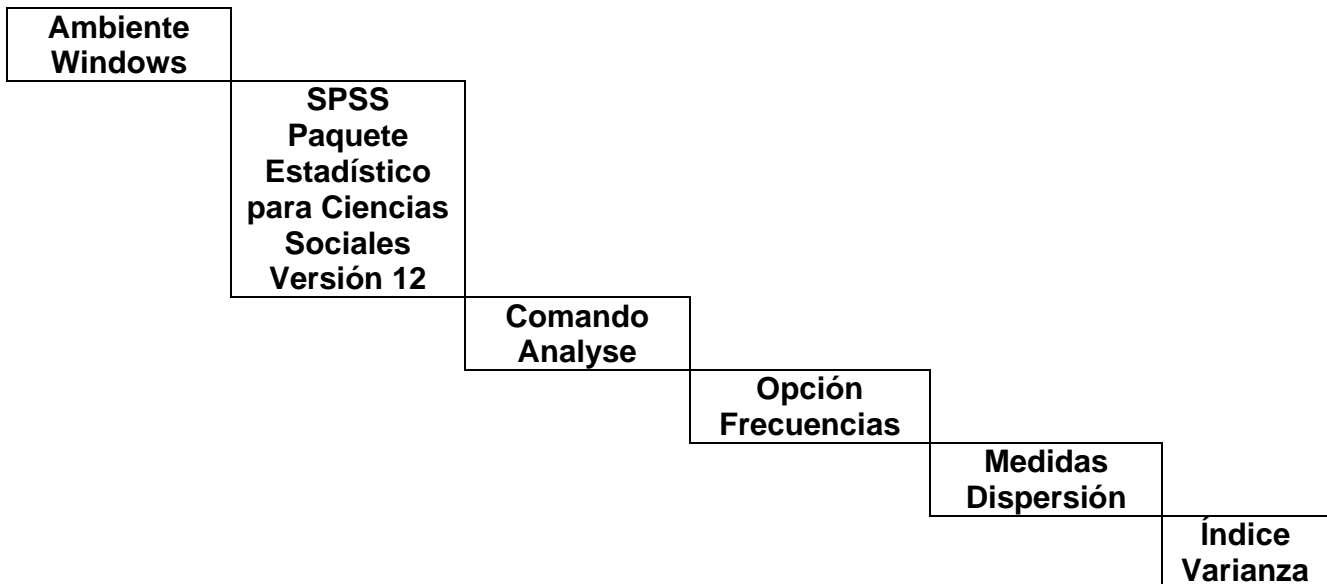 Ambiente
Windows
SPSS
Paquete
Estadístico
para Ciencias
Sociales
Versión 12
Comando
Analyse
Opción
Frecuencias
Medidas
Dispersión
Índice
Varianza